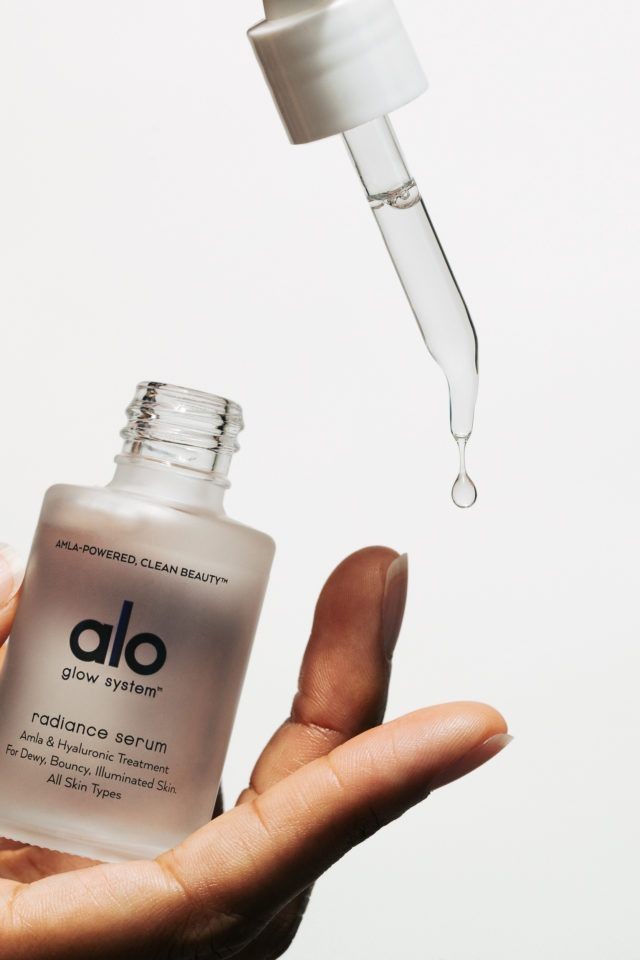 AMLA-POWERED, CLEAN BEAUTY™
alo
glow system™
radiance serum
Amla & Hyaluronic Treatment
For Dewy, Bouncy, Illuminated Skin.
All Skin Types